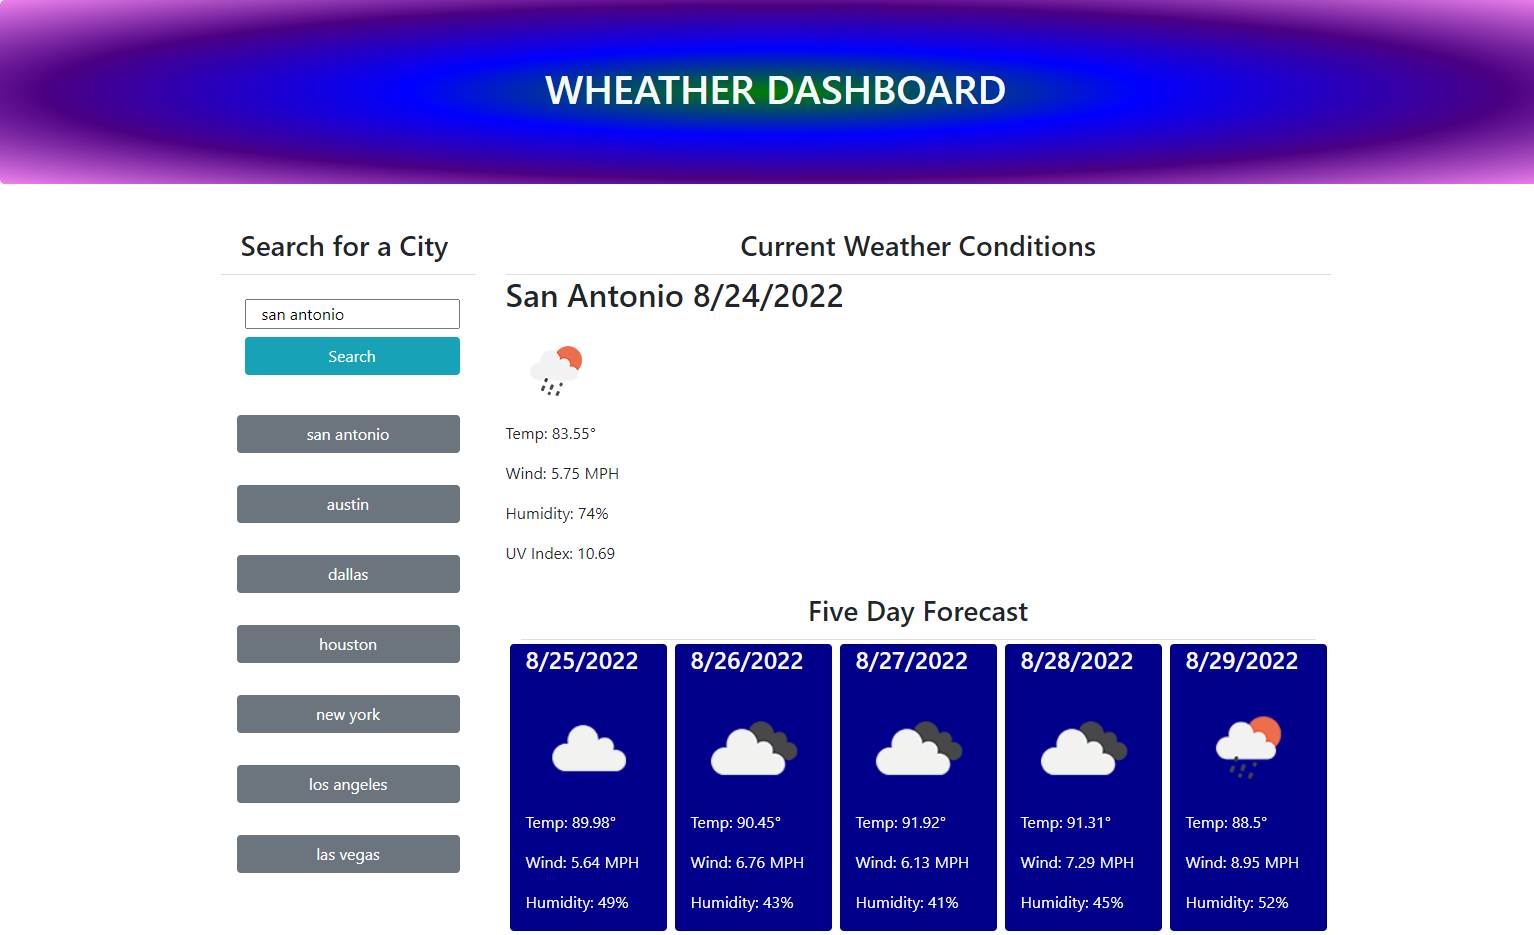 WHEATHER DASHBOARD
Search for a City
san antonio
Search
san antonio
austin
dallas
houston
new york
los angeles
las vegas
Current Weather Conditions
San Antonio 8/24/2022
Temp: 83.55°
Wind: 5.75 MPH
Humidity: 74%
UV Index: 10.69
Five Day Forecast
8/25/2022
Temp: 89.98°
Wind: 5.64 MPH
Humidity: 49%
8/26/2022
Temp: 90.45°
Wind: 6.76 MPH
Humidity: 43%
8/27/2022
Temp: 91.92°
Wind: 6.13 MPH
Humidity: 41%
8/28/2022
Temp: 91.31°
Wind: 7.29 MPH
Humidity: 45%
8/29/2022
Temp: 88.5°
Wind: 8.95 MPH
Humidity: 52%